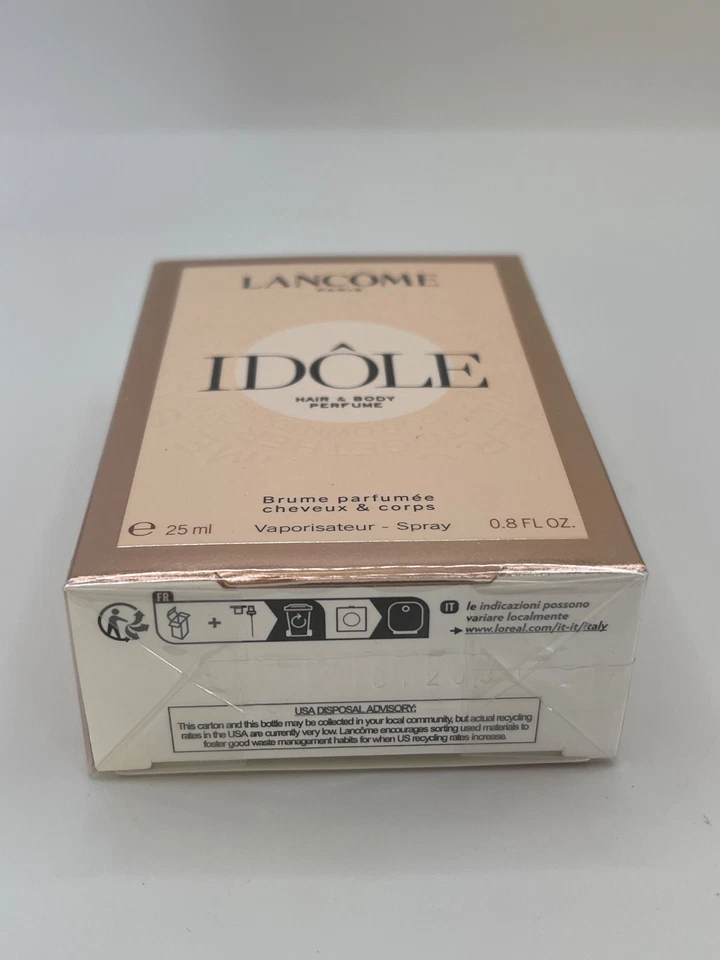 LANCÔME
PARIS
IDÔLE
HAIR & BODY
PERFUME
Brume parfumée
cheveux & corps
e 25 ml Vaporisateur - Spray 0.8 FL OZ.
FR
+
IT le indicazioni possono
variare localmente
www.loreal.com/it-it/italy
USA DISPOSAL ADVISORY:
This carton and this bottle may be collected in your local community, but actual recycling
rates in the USA are currently very low. Lancôme encourages sorting used materials to
foster good waste management habits for when US recycling rates increase.